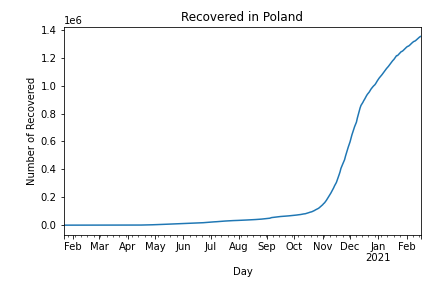 Recovered in Poland
1e6
1.4
1.2
1.0
0.8
0.6
0.4
0.2
0.0
Number of Recovered
Feb Mar Apr May Jun Jul Aug Sep Oct Nov Dec Jan Feb
2021
Day